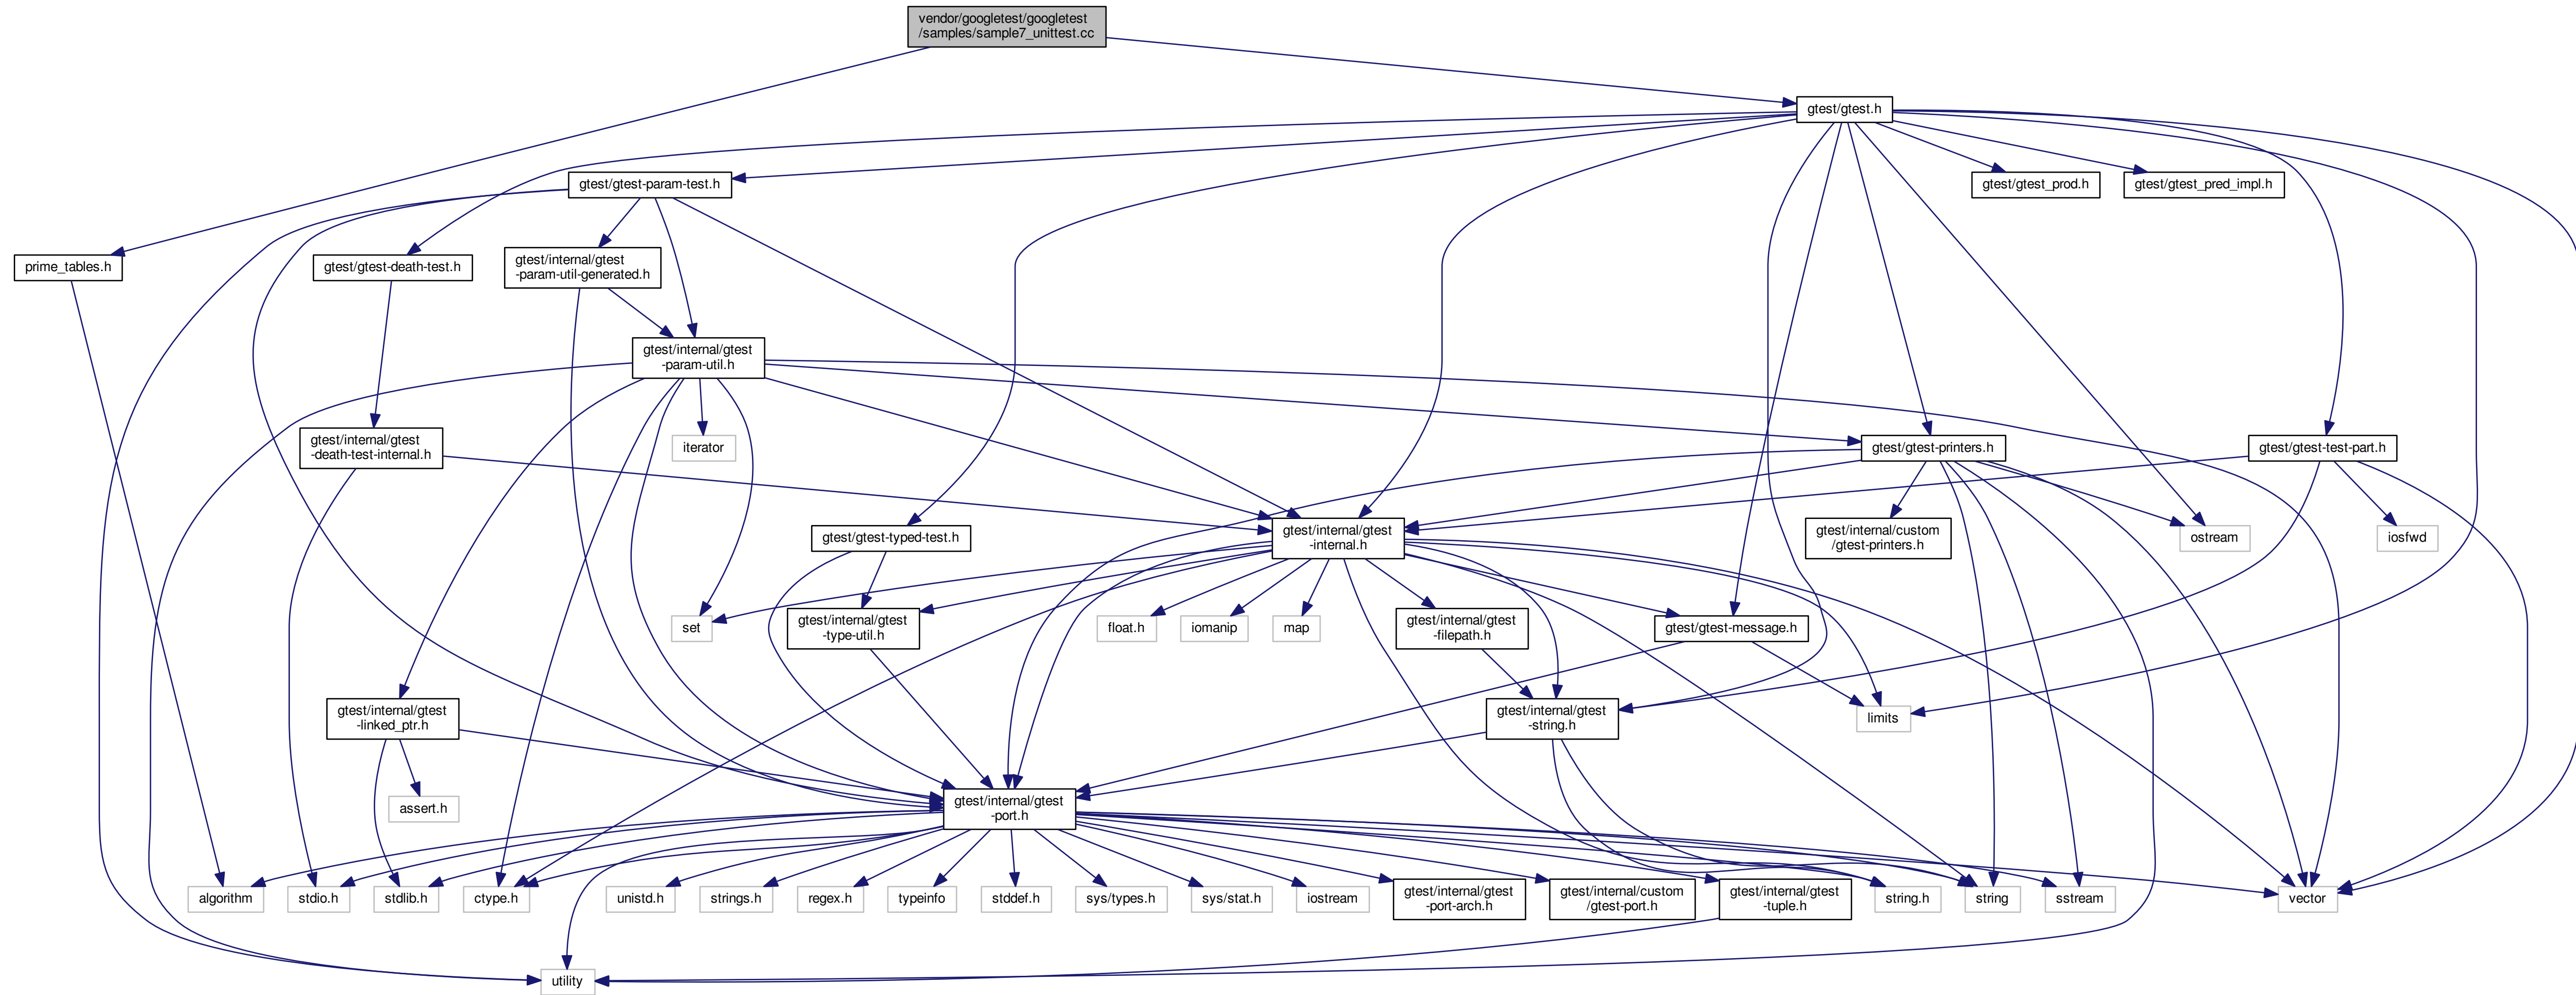 vendor/googletest/googletest
/samples/sample7_unittest.cc
gtest/gtest.h
gtest/gtest-param-test.h
gtest/gtest_prod.h
gtest/gtest_pred_impl.h
prime_tables.h
gtest/gtest-death-test.h
gtest/internal/gtest
-param-util-generated.h
gtest/internal/gtest
-param-util.h
gtest/internal/gtest
-death-test-internal.h
iterator
gtest/gtest-printers.h
gtest/gtest-test-part.h
gtest/gtest-typed-test.h
gtest/internal/gtest
-internal.h
gtest/internal/custom
/gtest-printers.h
ostream
iosfwd
set
gtest/internal/gtest
-type-util.h
float.h
iomanip
map
gtest/internal/gtest
-filepath.h
gtest/gtest-message.h
gtest/internal/gtest
-linked_ptr.h
gtest/internal/gtest
-string.h
limits
assert.h
gtest/internal/gtest
-port.h
algorithm
stdio.h
stdlib.h
ctype.h
unistd.h
strings.h
regex.h
typeinfo
stddef.h
sys/types.h
sys/stat.h
iostream
gtest/internal/gtest
-port-arch.h
gtest/internal/custom
/gtest-port.h
gtest/internal/gtest
-tuple.h
string.h
string
sstream
vector
utility